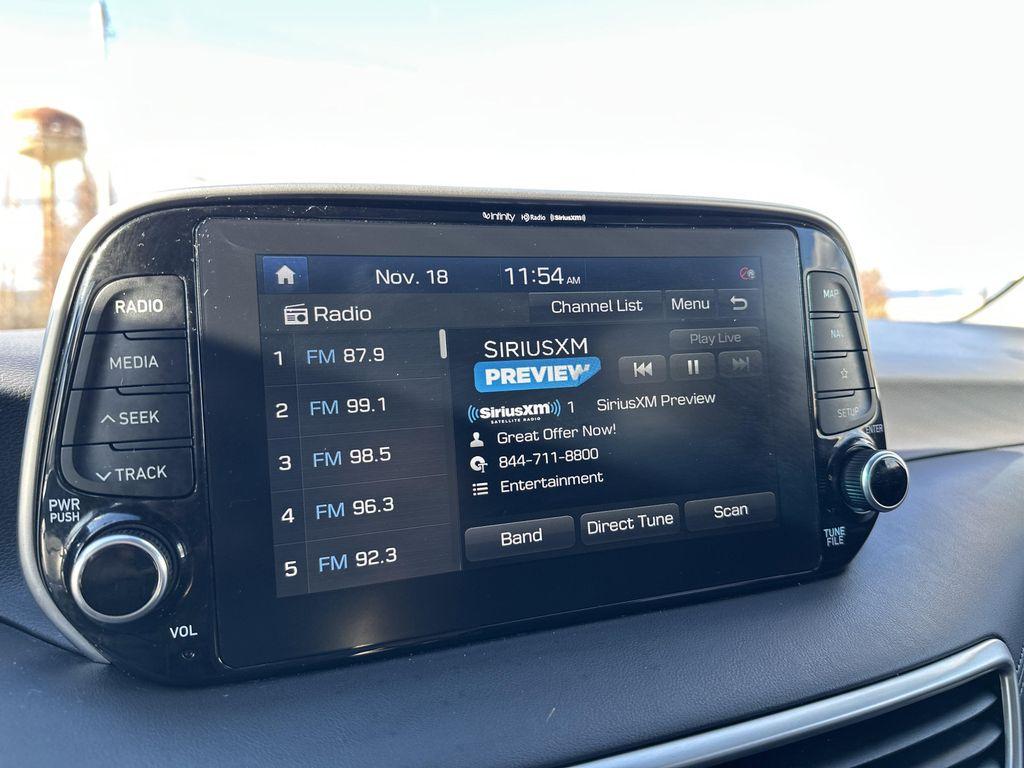 Infinity HD Radio ((SiriusXM))
Nov. 18 11:54 AM
Radio Channel List Menu
1 FM 87.9
2 FM 99.1
3 FM 98.5
4 FM 96.3
5 FM 92.3
SIRIUSXM
PREVIEW
Play Live
((SiriusXm)) 1 SiriusXM Preview
SATELLITE RADIO
Great Offer Now!
844-711-8800
Entertainment
Band Direct Tune Scan
RADIO
MEDIA
SEEK
TRACK
PWR
PUSH
VOL
MAP
NAV
SETUP
ENTER
TUNE
FILE